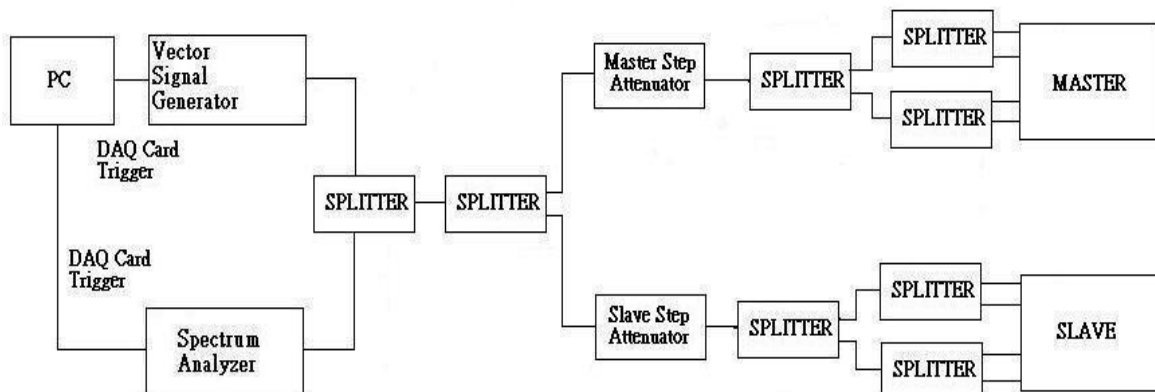 PC
Vector
Signal
Generator
DAQ Card
Trigger
DAQ Card
Trigger
Spectrum
Analyzer
SPLITTER
SPLITTER
Master Step
Attenuator
SPLITTER
SPLITTER
SPLITTER
MASTER
Slave Step
Attenuator
SPLITTER
SPLITTER
SPLITTER
SLAVE